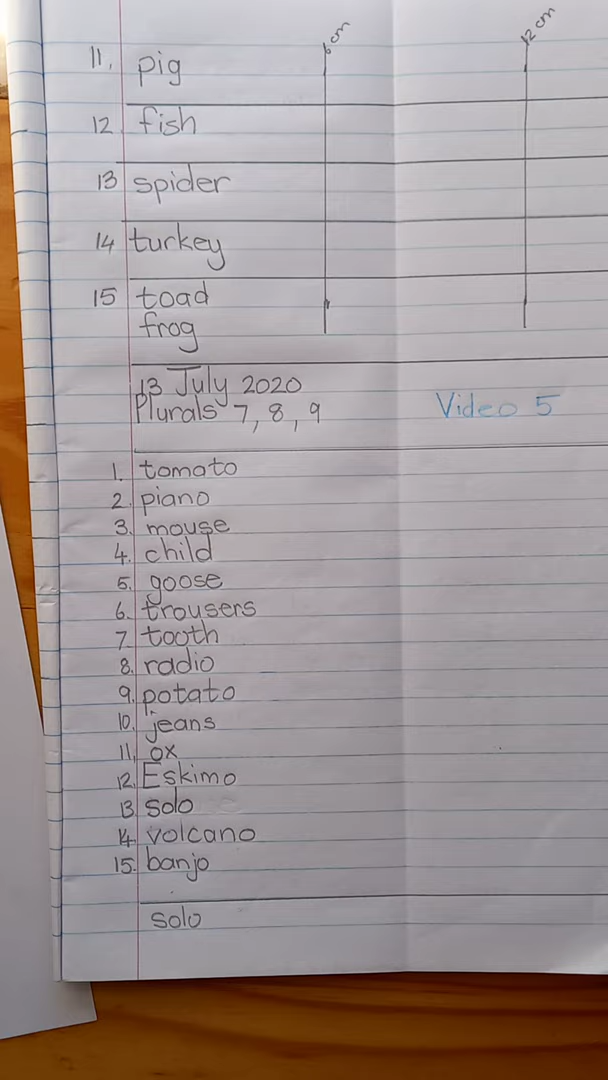 6 cm 12 cm
11. pig
12 fish
13 spider
14 turkey
15 toad
frog
13 July 2020
Plurals 7, 8, 9 Video 5
1. tomato
2. piano
3. mouse
4. child
5. goose
6. trousers
7. tooth
8. radio
9. potato
10. jeans
11. ox
12. Eskimo
13. solo
14. volcano
15. banjo
solo